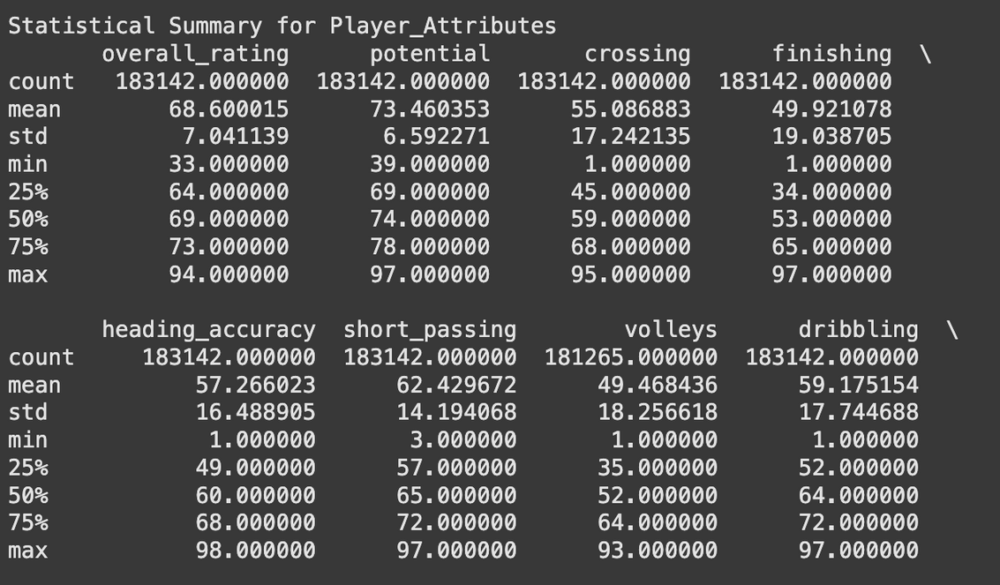 Statistical Summary for Player_Attributes
overall_rating potential crossing finishing \
count 183142.000000 183142.000000 183142.000000 183142.000000
mean 68.600015 73.460353 55.086883 49.921078
std 7.041139 6.592271 17.242135 19.038705
min 33.000000 39.000000 1.000000 1.000000
25% 64.000000 69.000000 45.000000 34.000000
50% 69.000000 74.000000 59.000000 53.000000
75% 73.000000 78.000000 68.000000 65.000000
max 94.000000 97.000000 95.000000 97.000000
heading_accuracy short_passing volleys dribbling \
count 183142.000000 183142.000000 181265.000000 183142.000000
mean 57.266023 62.429672 49.468436 59.175154
std 16.488905 14.194068 18.256618 17.744688
min 1.000000 3.000000 1.000000 1.000000
25% 49.000000 57.000000 35.000000 52.000000
50% 60.000000 65.000000 52.000000 64.000000
75% 68.000000 72.000000 64.000000 72.000000
max 98.000000 97.000000 93.000000 97.000000